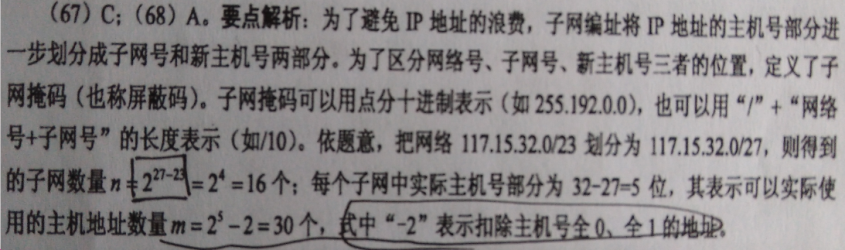 （67）C；（68）A。要点解析：为了避免 IP 地址的浪费，子网编址将 IP 地址的主机号部分进
一步划分成子网号和新主机号两部分。为了区分网络号、子网号、新主机号三者的位置，定义了子
网掩码（也称屏蔽码）。子网掩码可以用点分十进制表示（如 255.192.0.0），也可以用“/”+“网络
号+子网号”的长度表示（如/10）。依题意，把网络 117.15.32.0/23 划分为 117.15.32.0/27，则得到
的子网数量 n = 2^{27-23} = 2^4 = 16 个；每个子网中实际主机号部分为 32-27=5 位，其表示可以实际使
用的主机地址数量 m = 2^5 - 2 = 30 个，式中“-2”表示扣除主机号全 0、全 1 的地址。